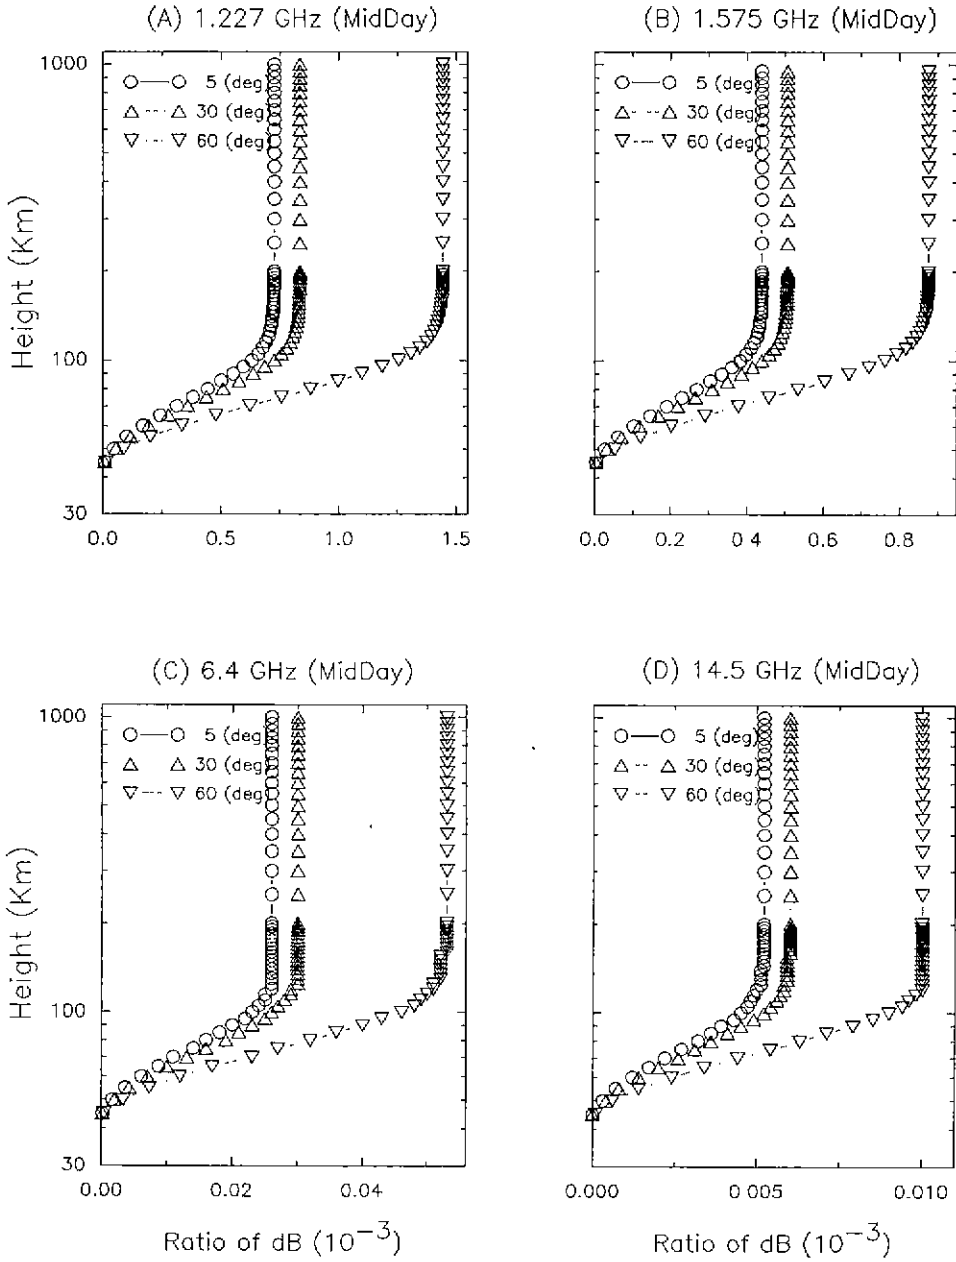 (A) 1.227 GHz (MidDay)
(B) 1.575 GHz (MidDay)
1000
5 (deg)
30 (deg)
60 (deg)
5 (deg)
30 (deg)
60 (deg)
Height (Km)
100
30
0.0
0.5
1.0
1.5
0.0
0.2
0 4
0.6
0.8
(C) 6.4 GHz (MidDay)
(D) 14.5 GHz (MidDay)
1000
5 (deg)
30 (deg)
60 (deg)
5 (deg)
30 (deg)
60 (deg)
Height (Km)
100
30
0.00
0.02
0.04
0.000
0 005
0.010
Ratio of dB (10⁻³)
Ratio of dB (10⁻³)